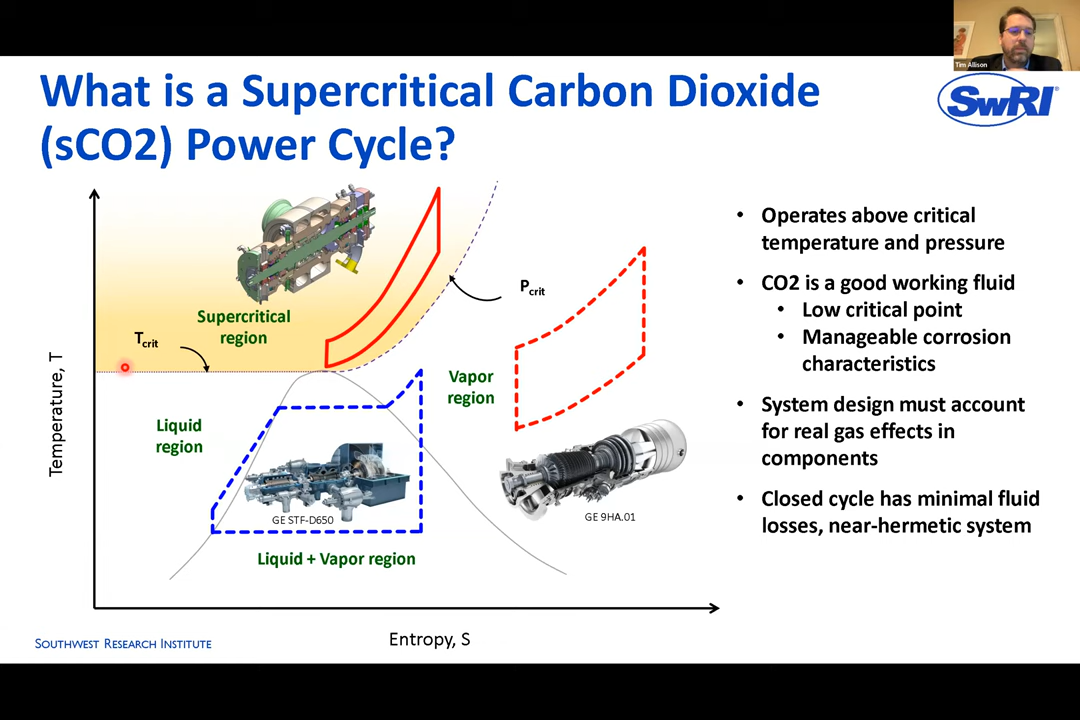 Tim Allison
What is a Supercritical Carbon Dioxide
(sCO2) Power Cycle?
SwRI®
Supercritical
region
Tcrit
Pcrit
Vapor
region
Liquid
region
Temperature, T
GE STF-D650
GE 9HA.01
Liquid + Vapor region
Entropy, S
• Operates above critical
temperature and pressure
• CO2 is a good working fluid
• Low critical point
• Manageable corrosion
characteristics
• System design must account
for real gas effects in
components
• Closed cycle has minimal fluid
losses, near-hermetic system
SOUTHWEST RESEARCH INSTITUTE